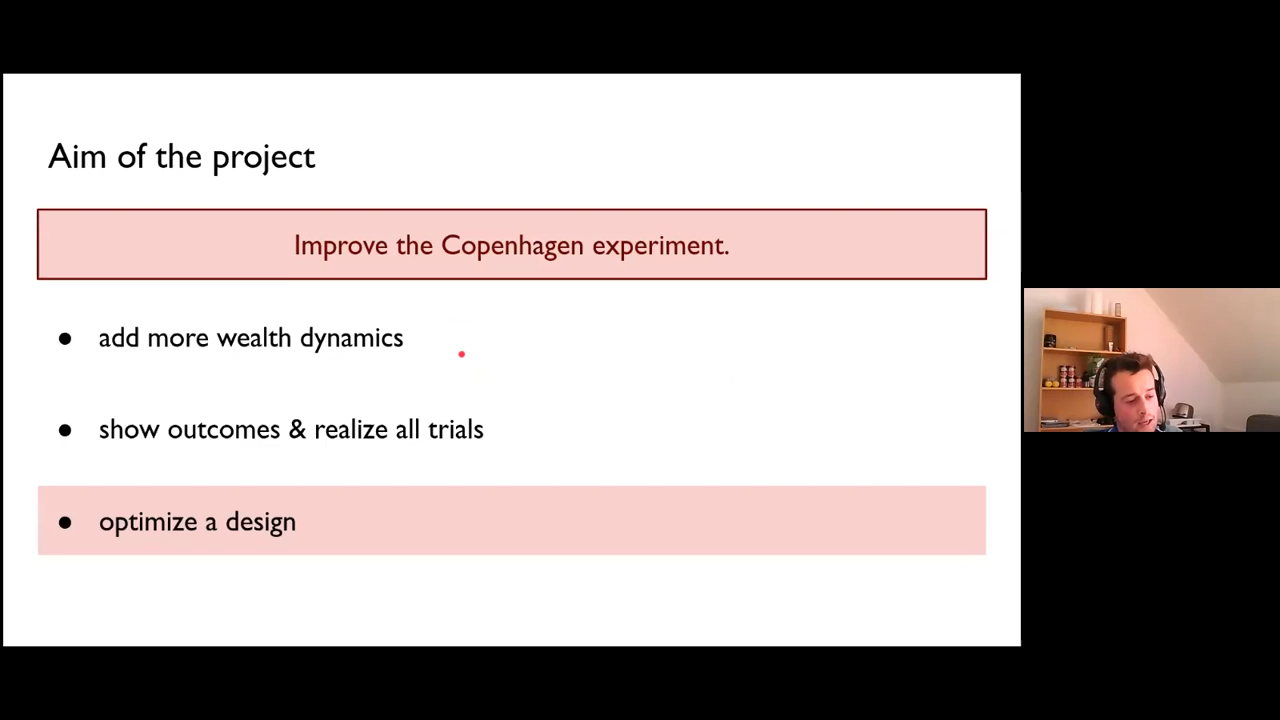 Aim of the project
Improve the Copenhagen experiment.
● add more wealth dynamics
● show outcomes & realize all trials
● optimize a design